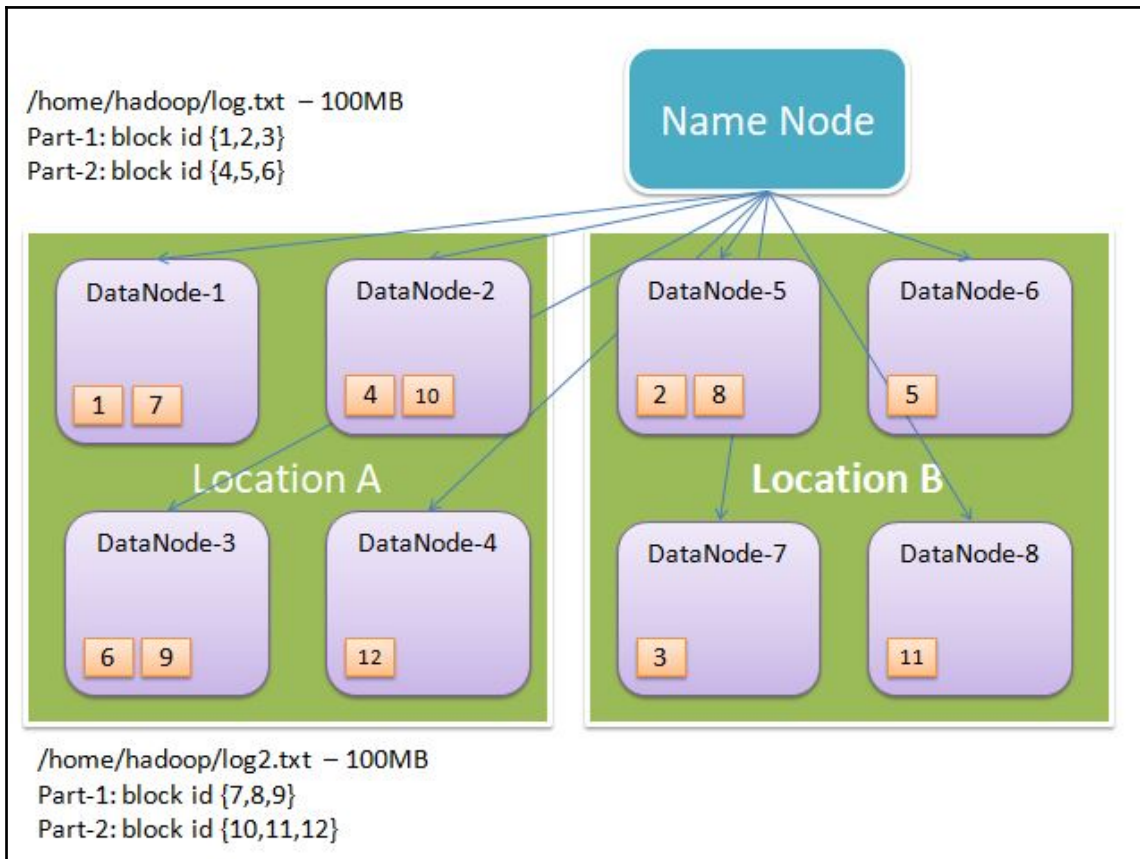 /home/hadoop/log.txt – 100MB
Part-1: block id {1,2,3}
Part-2: block id {4,5,6}
Name Node
DataNode-1
1 7
DataNode-2
4 10
Location A
DataNode-3
6 9
DataNode-4
12
DataNode-5
2 8
DataNode-6
5
Location B
DataNode-7
3
DataNode-8
11
/home/hadoop/log2.txt – 100MB
Part-1: block id {7,8,9}
Part-2: block id {10,11,12}